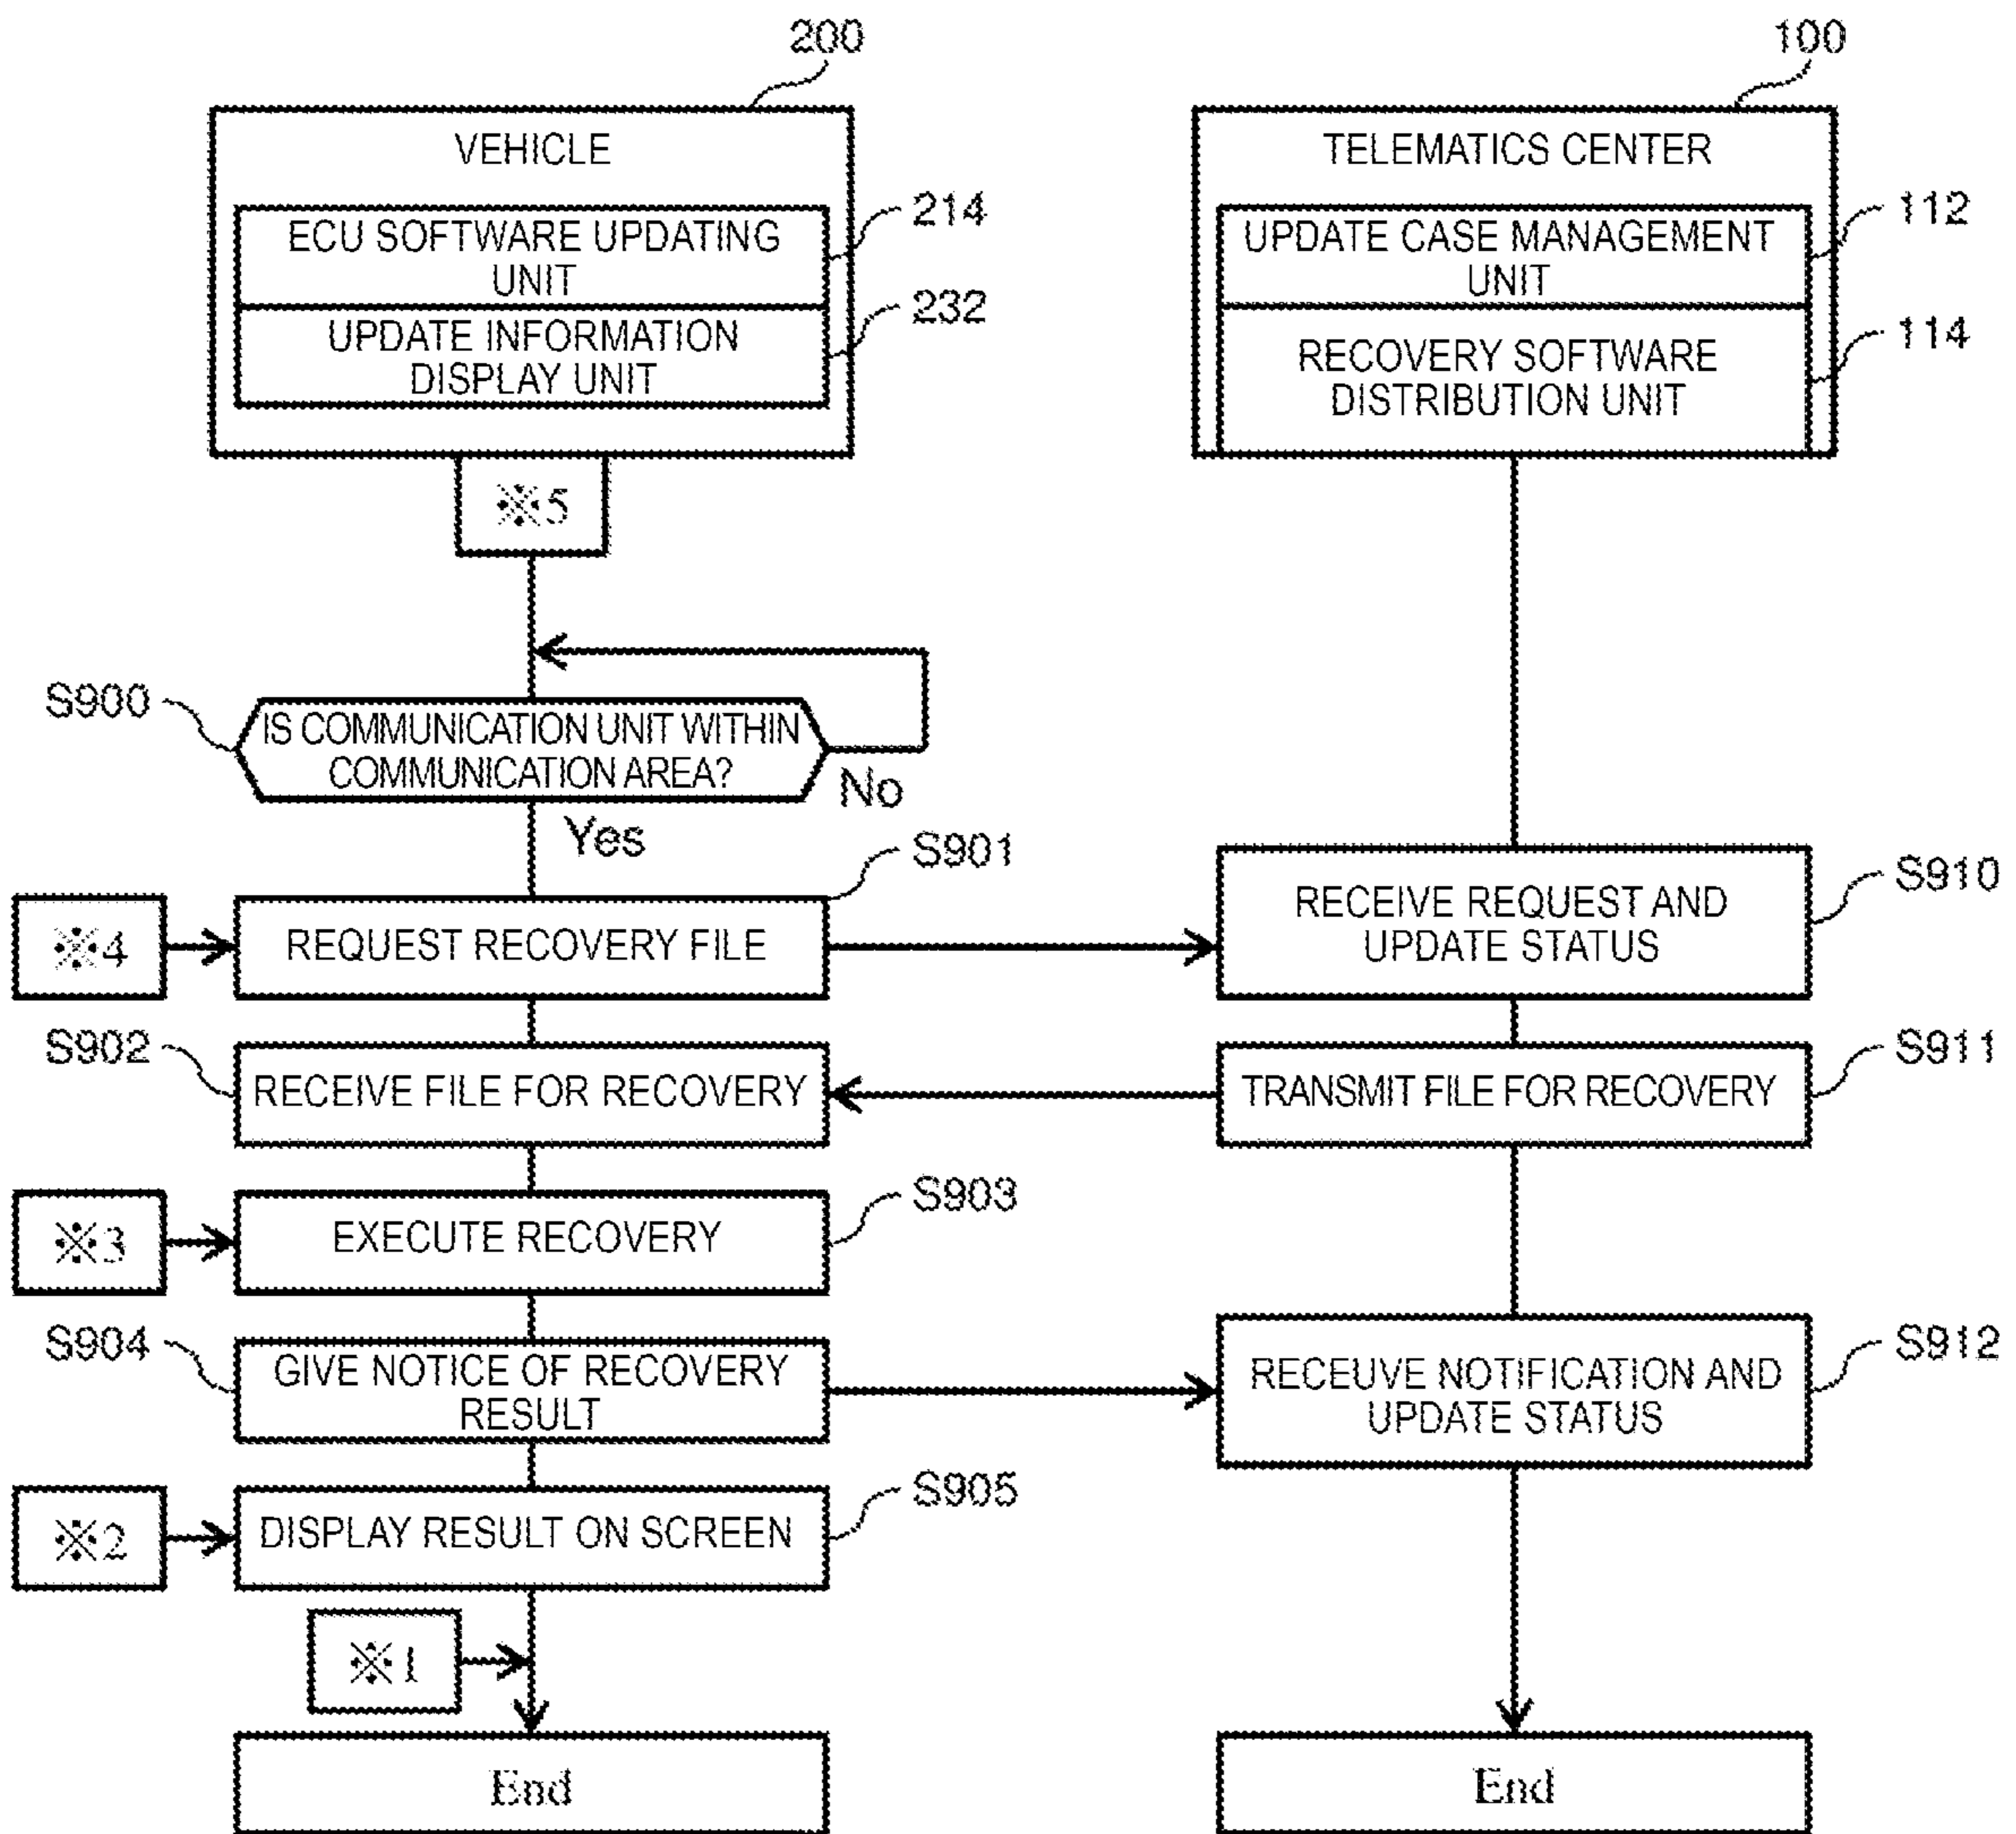 200
100
VEHICLE
TELEMATICS CENTER
ECU SOFTWARE UPDATING
UNIT
214
UPDATE INFORMATION
DISPLAY UNIT
232
UPDATE CASE MANAGEMENT
UNIT
112
RECOVERY SOFTWARE
DISTRIBUTION UNIT
114
※5
S900
IS COMMUNICATION UNIT WITHIN
COMMUNICATION AREA?
No
Yes
S901
※4
REQUEST RECOVERY FILE
RECEIVE REQUEST AND
UPDATE STATUS
S910
S902
RECEIVE FILE FOR RECOVERY
TRANSMIT FILE FOR RECOVERY
S911
S903
※3
EXECUTE RECOVERY
S904
GIVE NOTICE OF RECOVERY
RESULT
RECEUVE NOTIFICATION AND
UPDATE STATUS
S912
S905
※2
DISPLAY RESULT ON SCREEN
※1
End
End